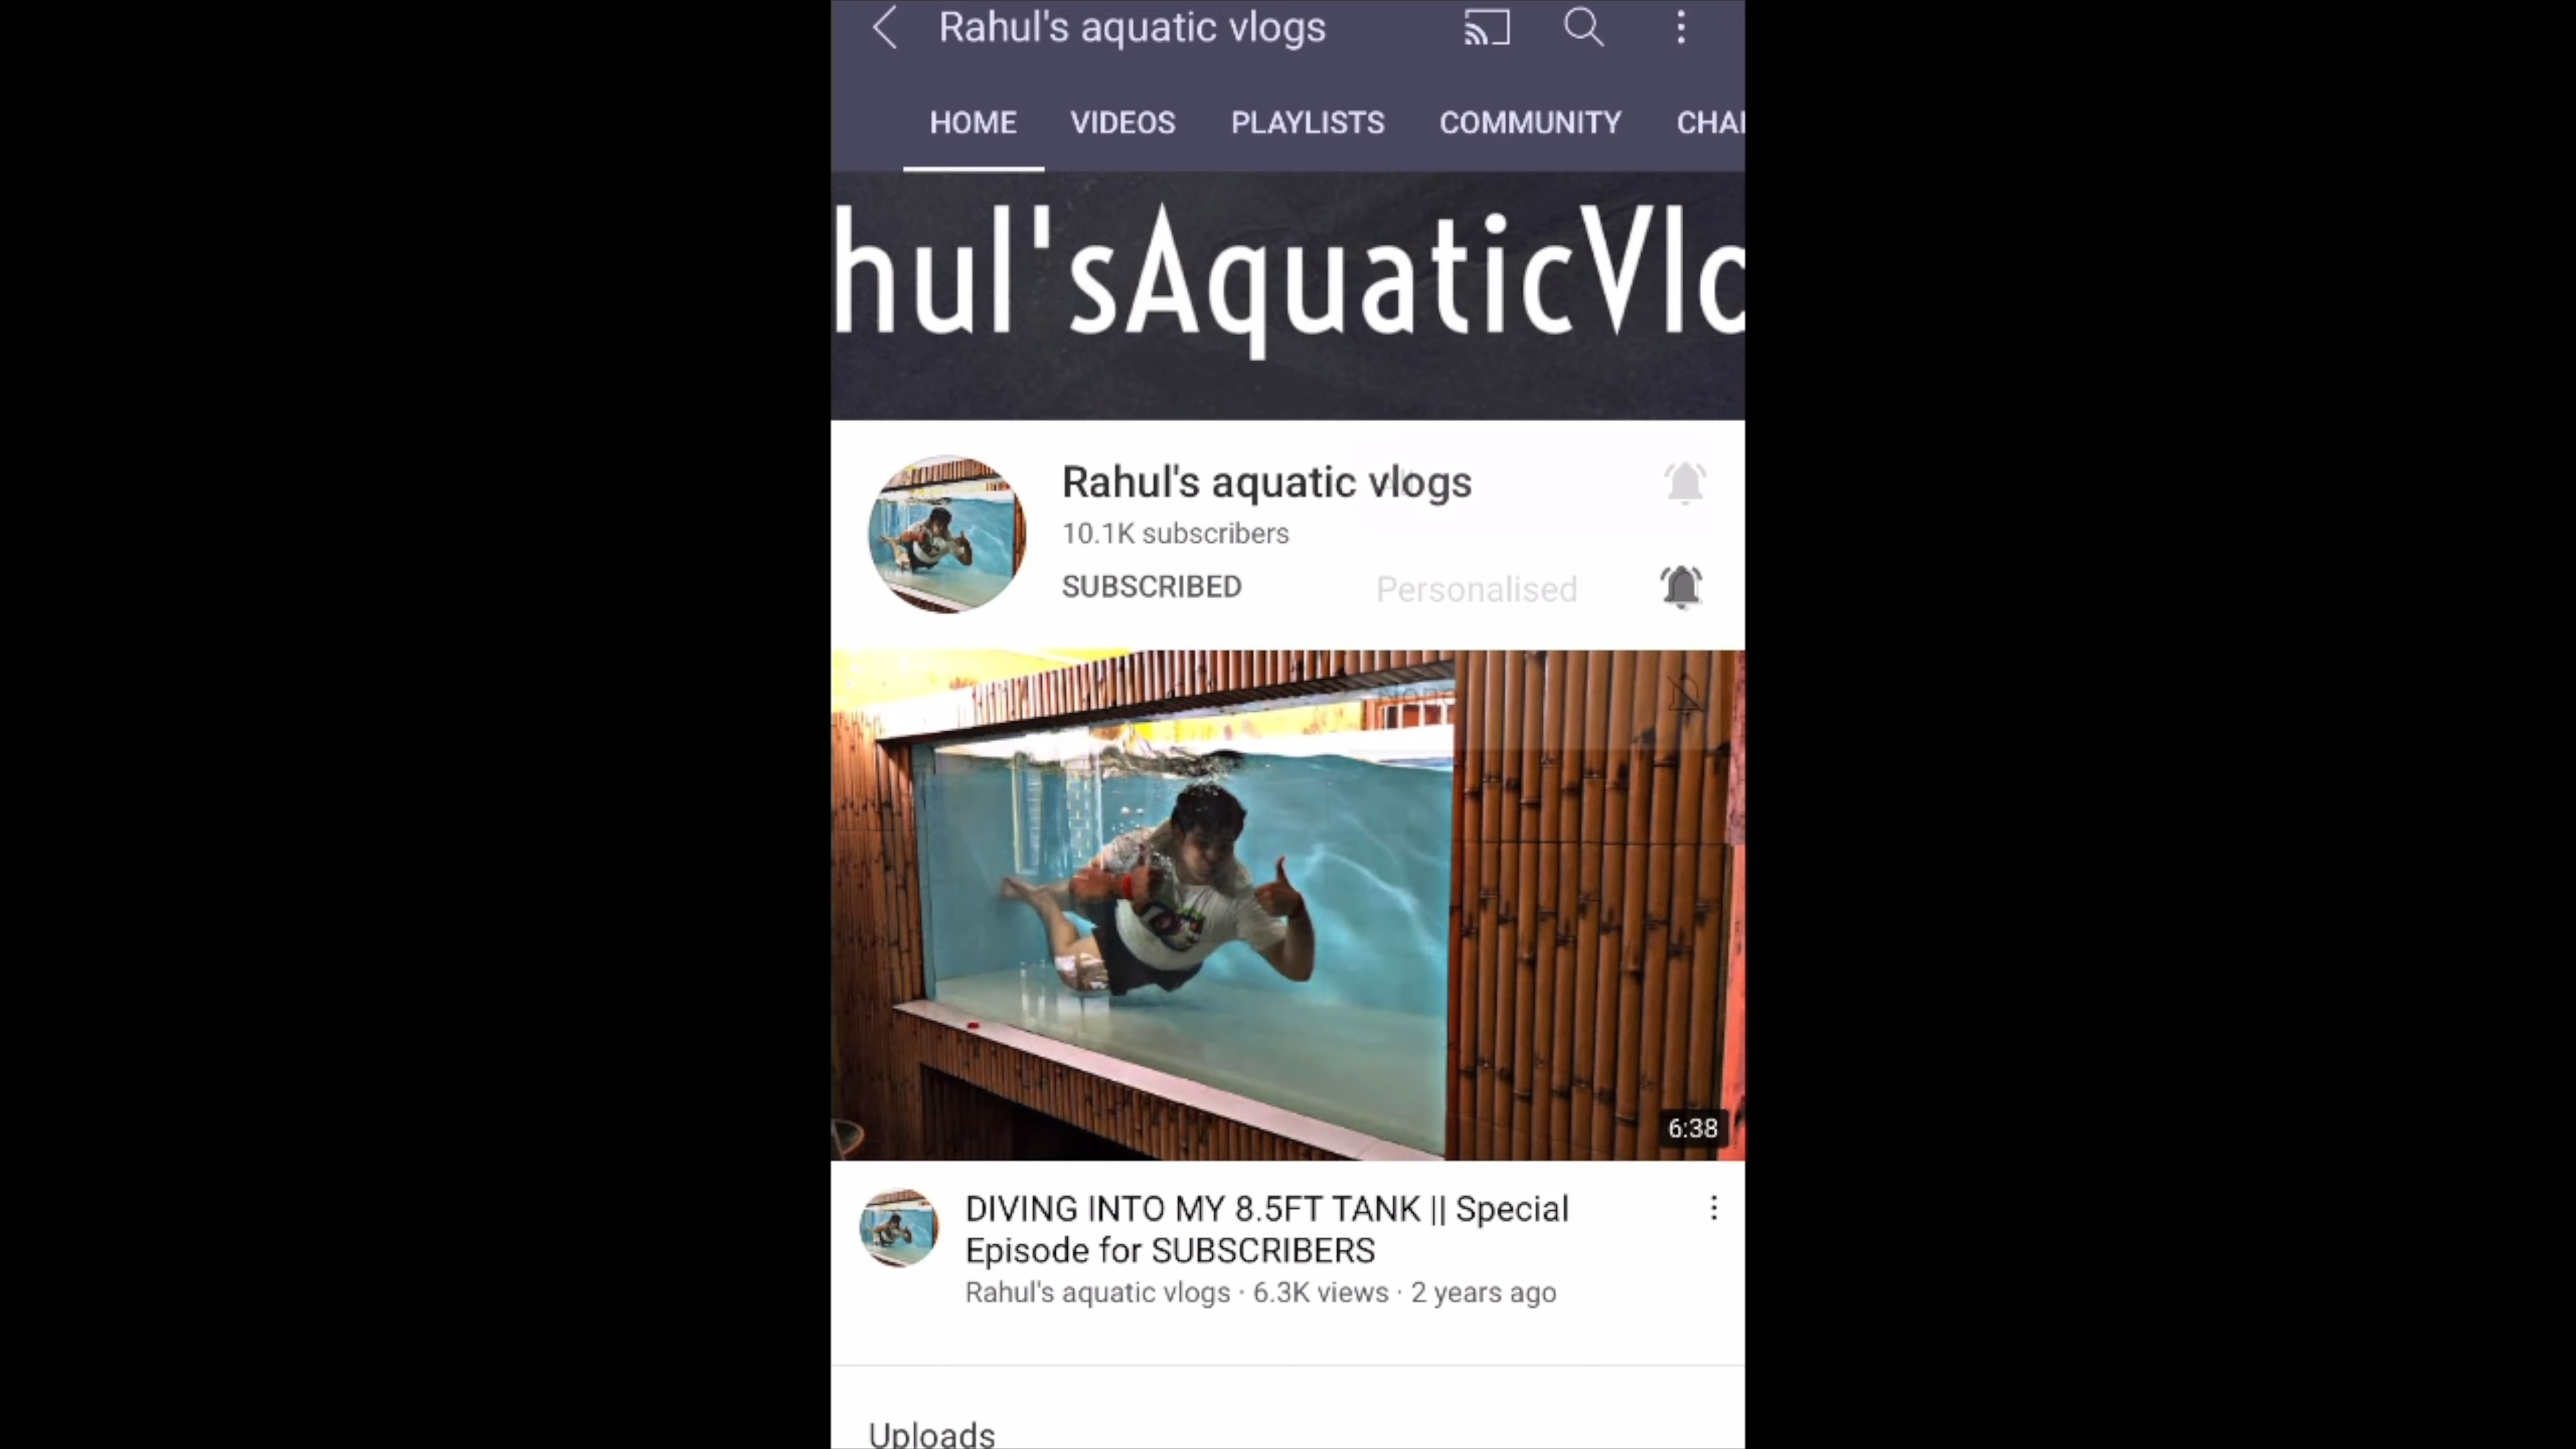 Rahul's aquatic vlogs
HOME VIDEOS PLAYLISTS COMMUNITY CHA
hul'sAquaticVlo
Rahul's aquatic vlogs
10.1K subscribers
SUBSCRIBED
Personalised
None
6:38
DIVING INTO MY 8.5FT TANK || Special
Episode for SUBSCRIBERS
Rahul's aquatic vlogs · 6.3K views · 2 years ago
Uploads